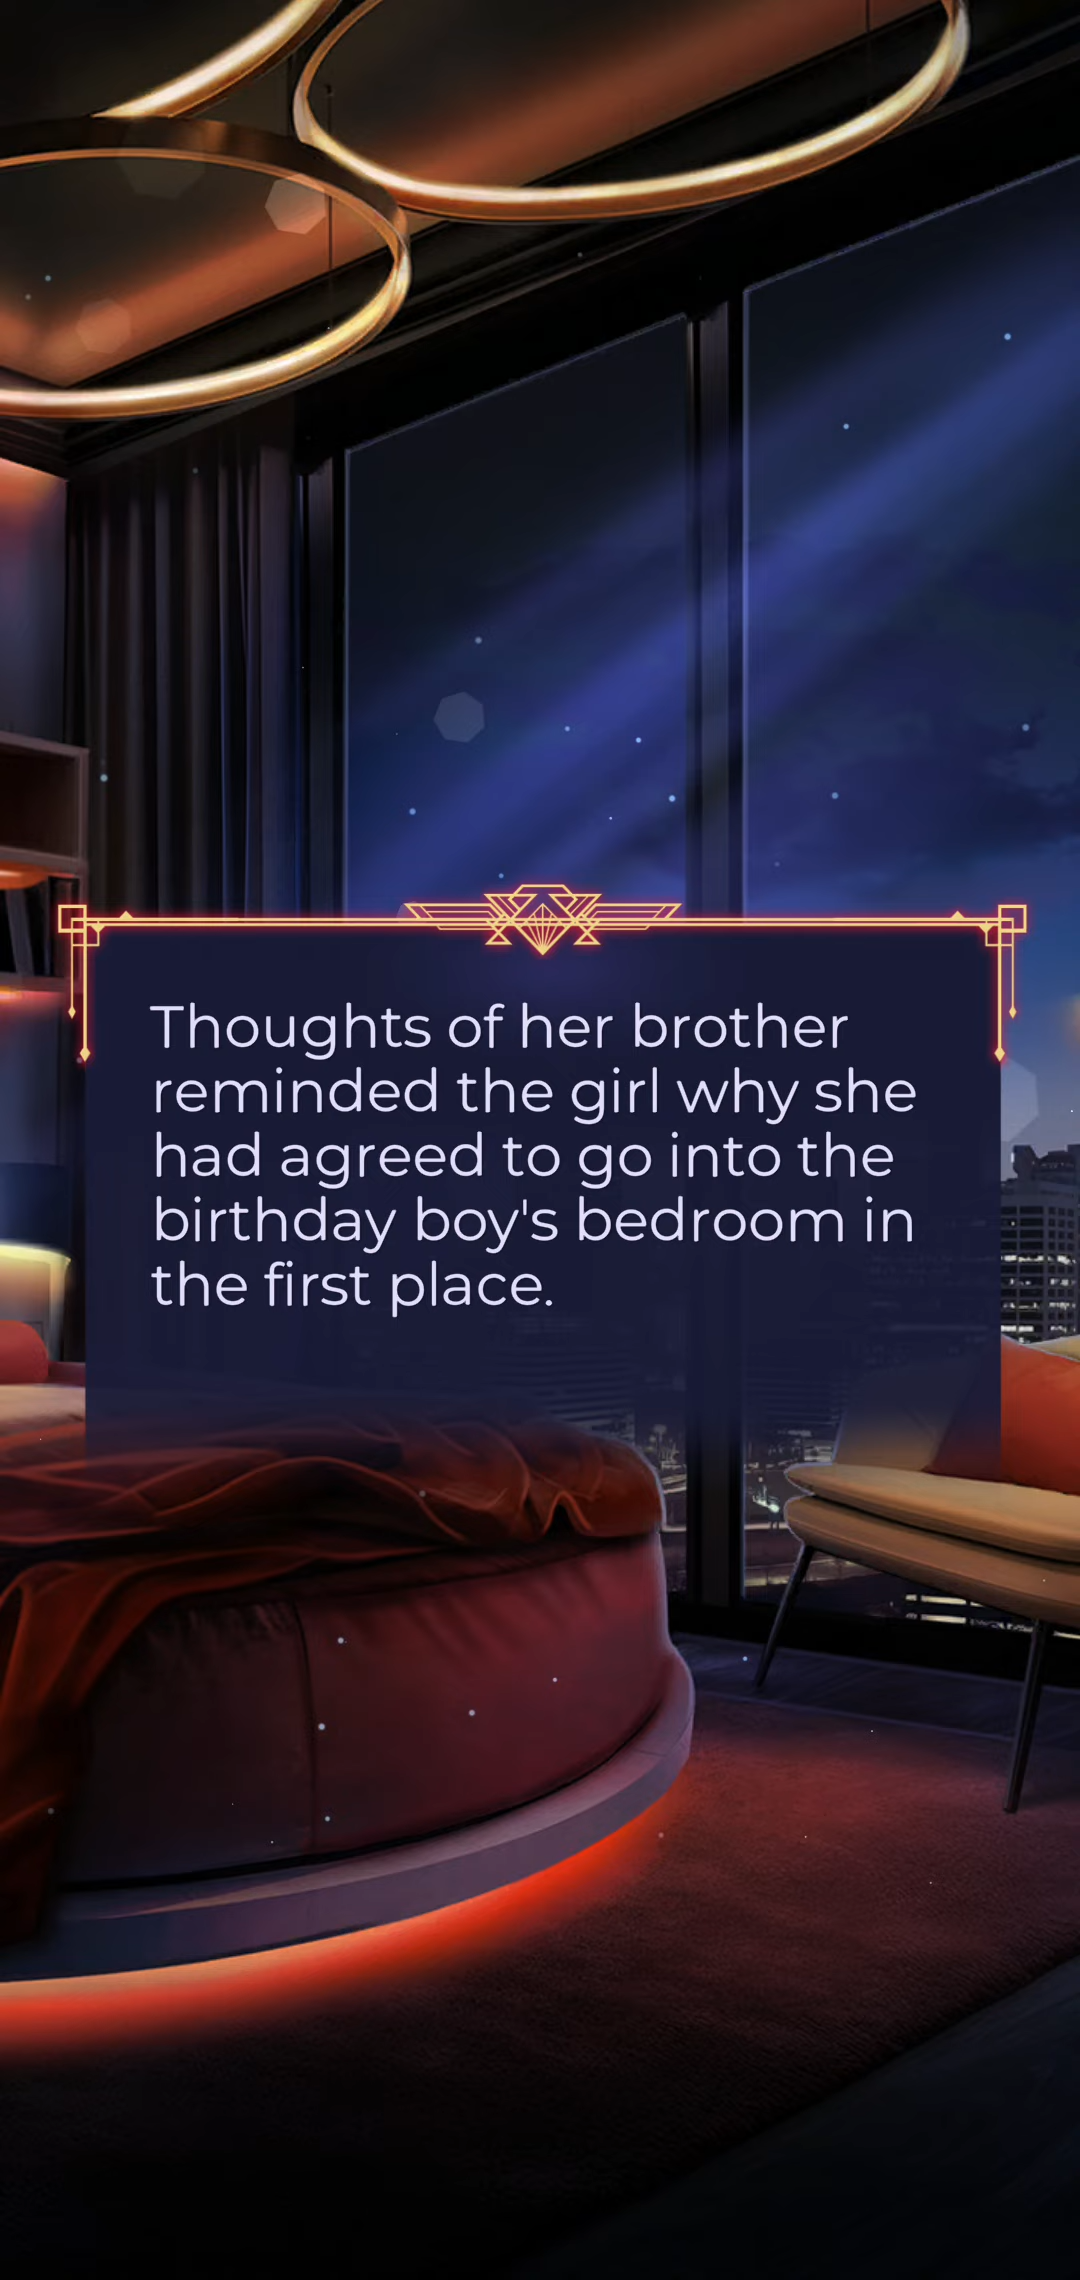 Thoughts of her brother
reminded the girl why she
had agreed to go into the
birthday boy's bedroom in
the first place.